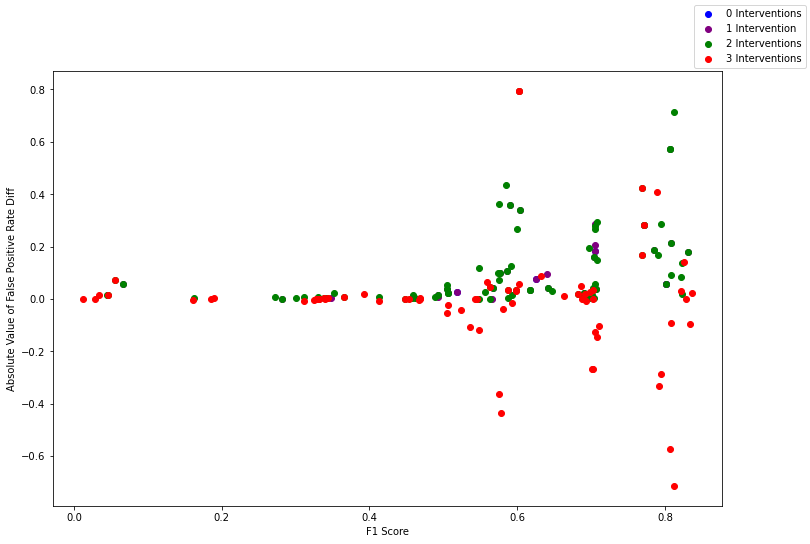 0 Interventions
1 Intervention
2 Interventions
3 Interventions
0.8
0.6
0.4
0.2
0.0
−0.2
−0.4
−0.6
Absolute Value of False Positive Rate Diff
0.0 0.2 0.4 0.6 0.8
F1 Score